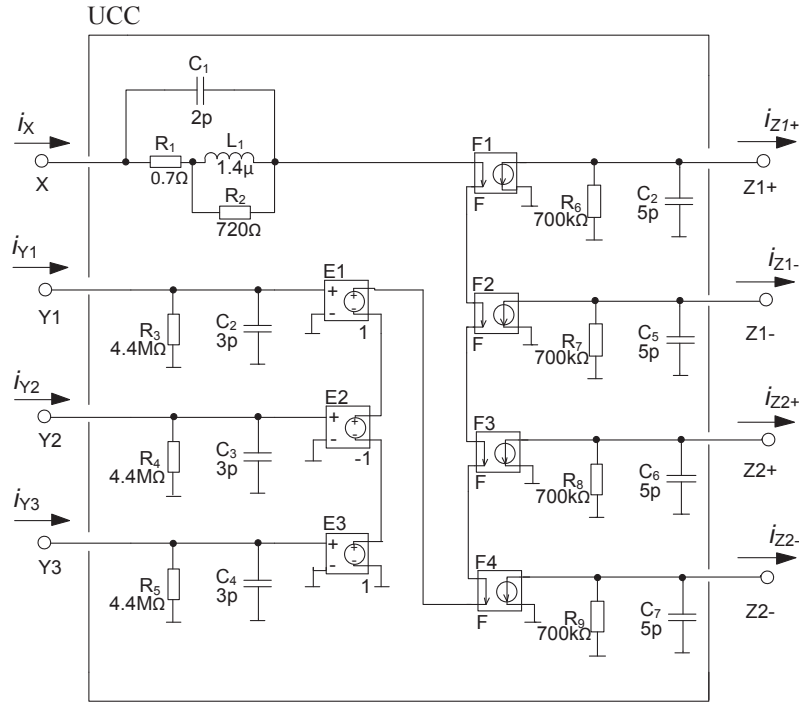 UCC
C1
2p
iX
X
R1
0.7Ω
L1
1.4μ
R2
720Ω
F1
F
R6
700kΩ
C2
5p
iZ1+
Z1+
iY1
Y1
R3
4.4MΩ
C2
3p
E1
+
-
1
F2
F
R7
700kΩ
C5
5p
iZ1-
Z1-
iY2
Y2
R4
4.4MΩ
C3
3p
E2
+
-
-1
F3
F
R8
700kΩ
C6
5p
iZ2+
Z2+
iY3
Y3
R5
4.4MΩ
C4
3p
E3
+
-
1
F4
F
R9
700kΩ
C7
5p
iZ2-
Z2-